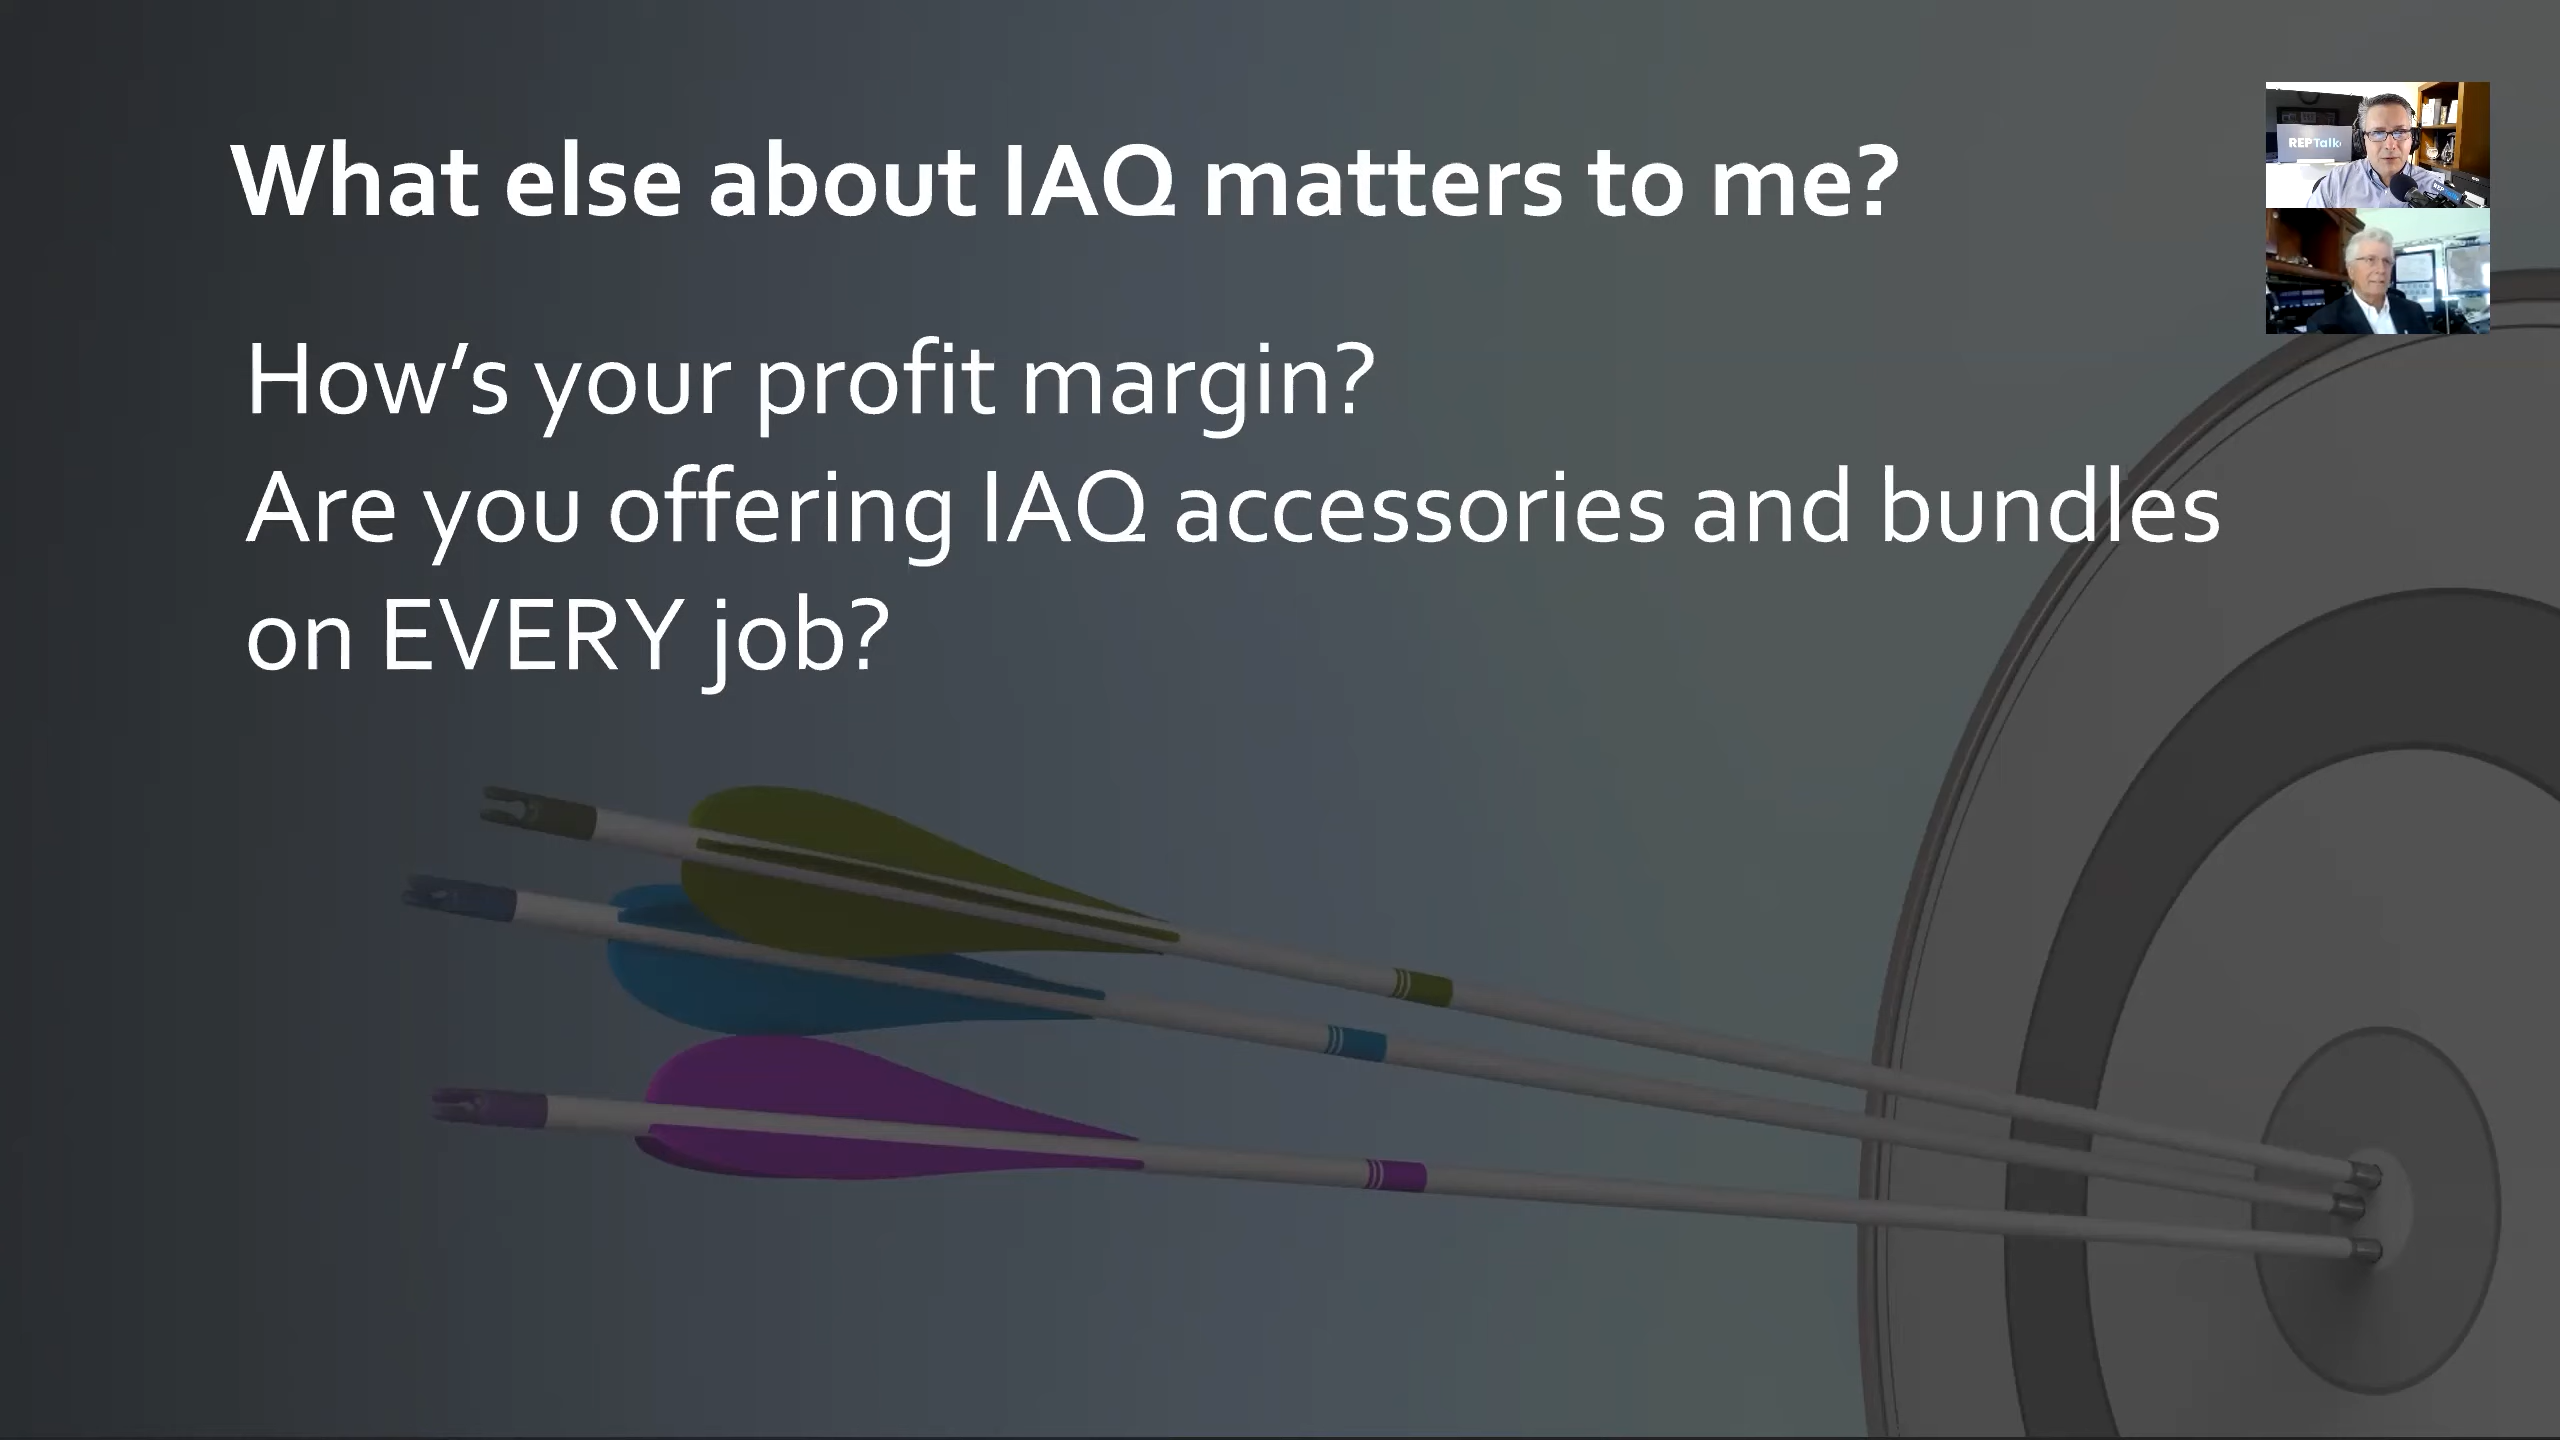 What else about IAQ matters to me?
REPTalk
How’s your profit margin?
Are you offering IAQ accessories and bundles
on EVERY job?